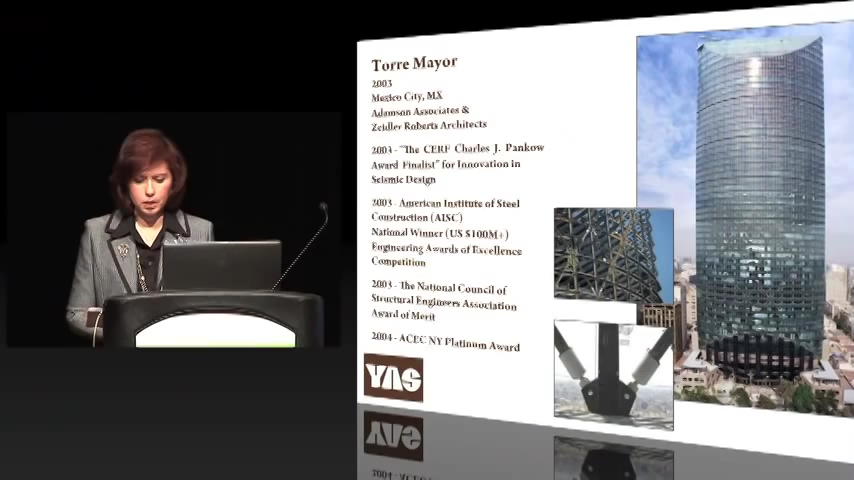 Torre Mayor
2003
Mexico City, MX
Adamson Associates &
Zeidler Roberts Architects
2003 - "The CERF Charles J. Pankow
Award Finalist" for Innovation in
Seismic Design
2003 - American Institute of Steel
Construction (AISC)
National Winner (US $100M+)
Engineering Awards of Excellence
Competition
2003 - The National Council of
Structural Engineers Association
Award of Merit
2004 - ACEC NY Platinum Award
YAS